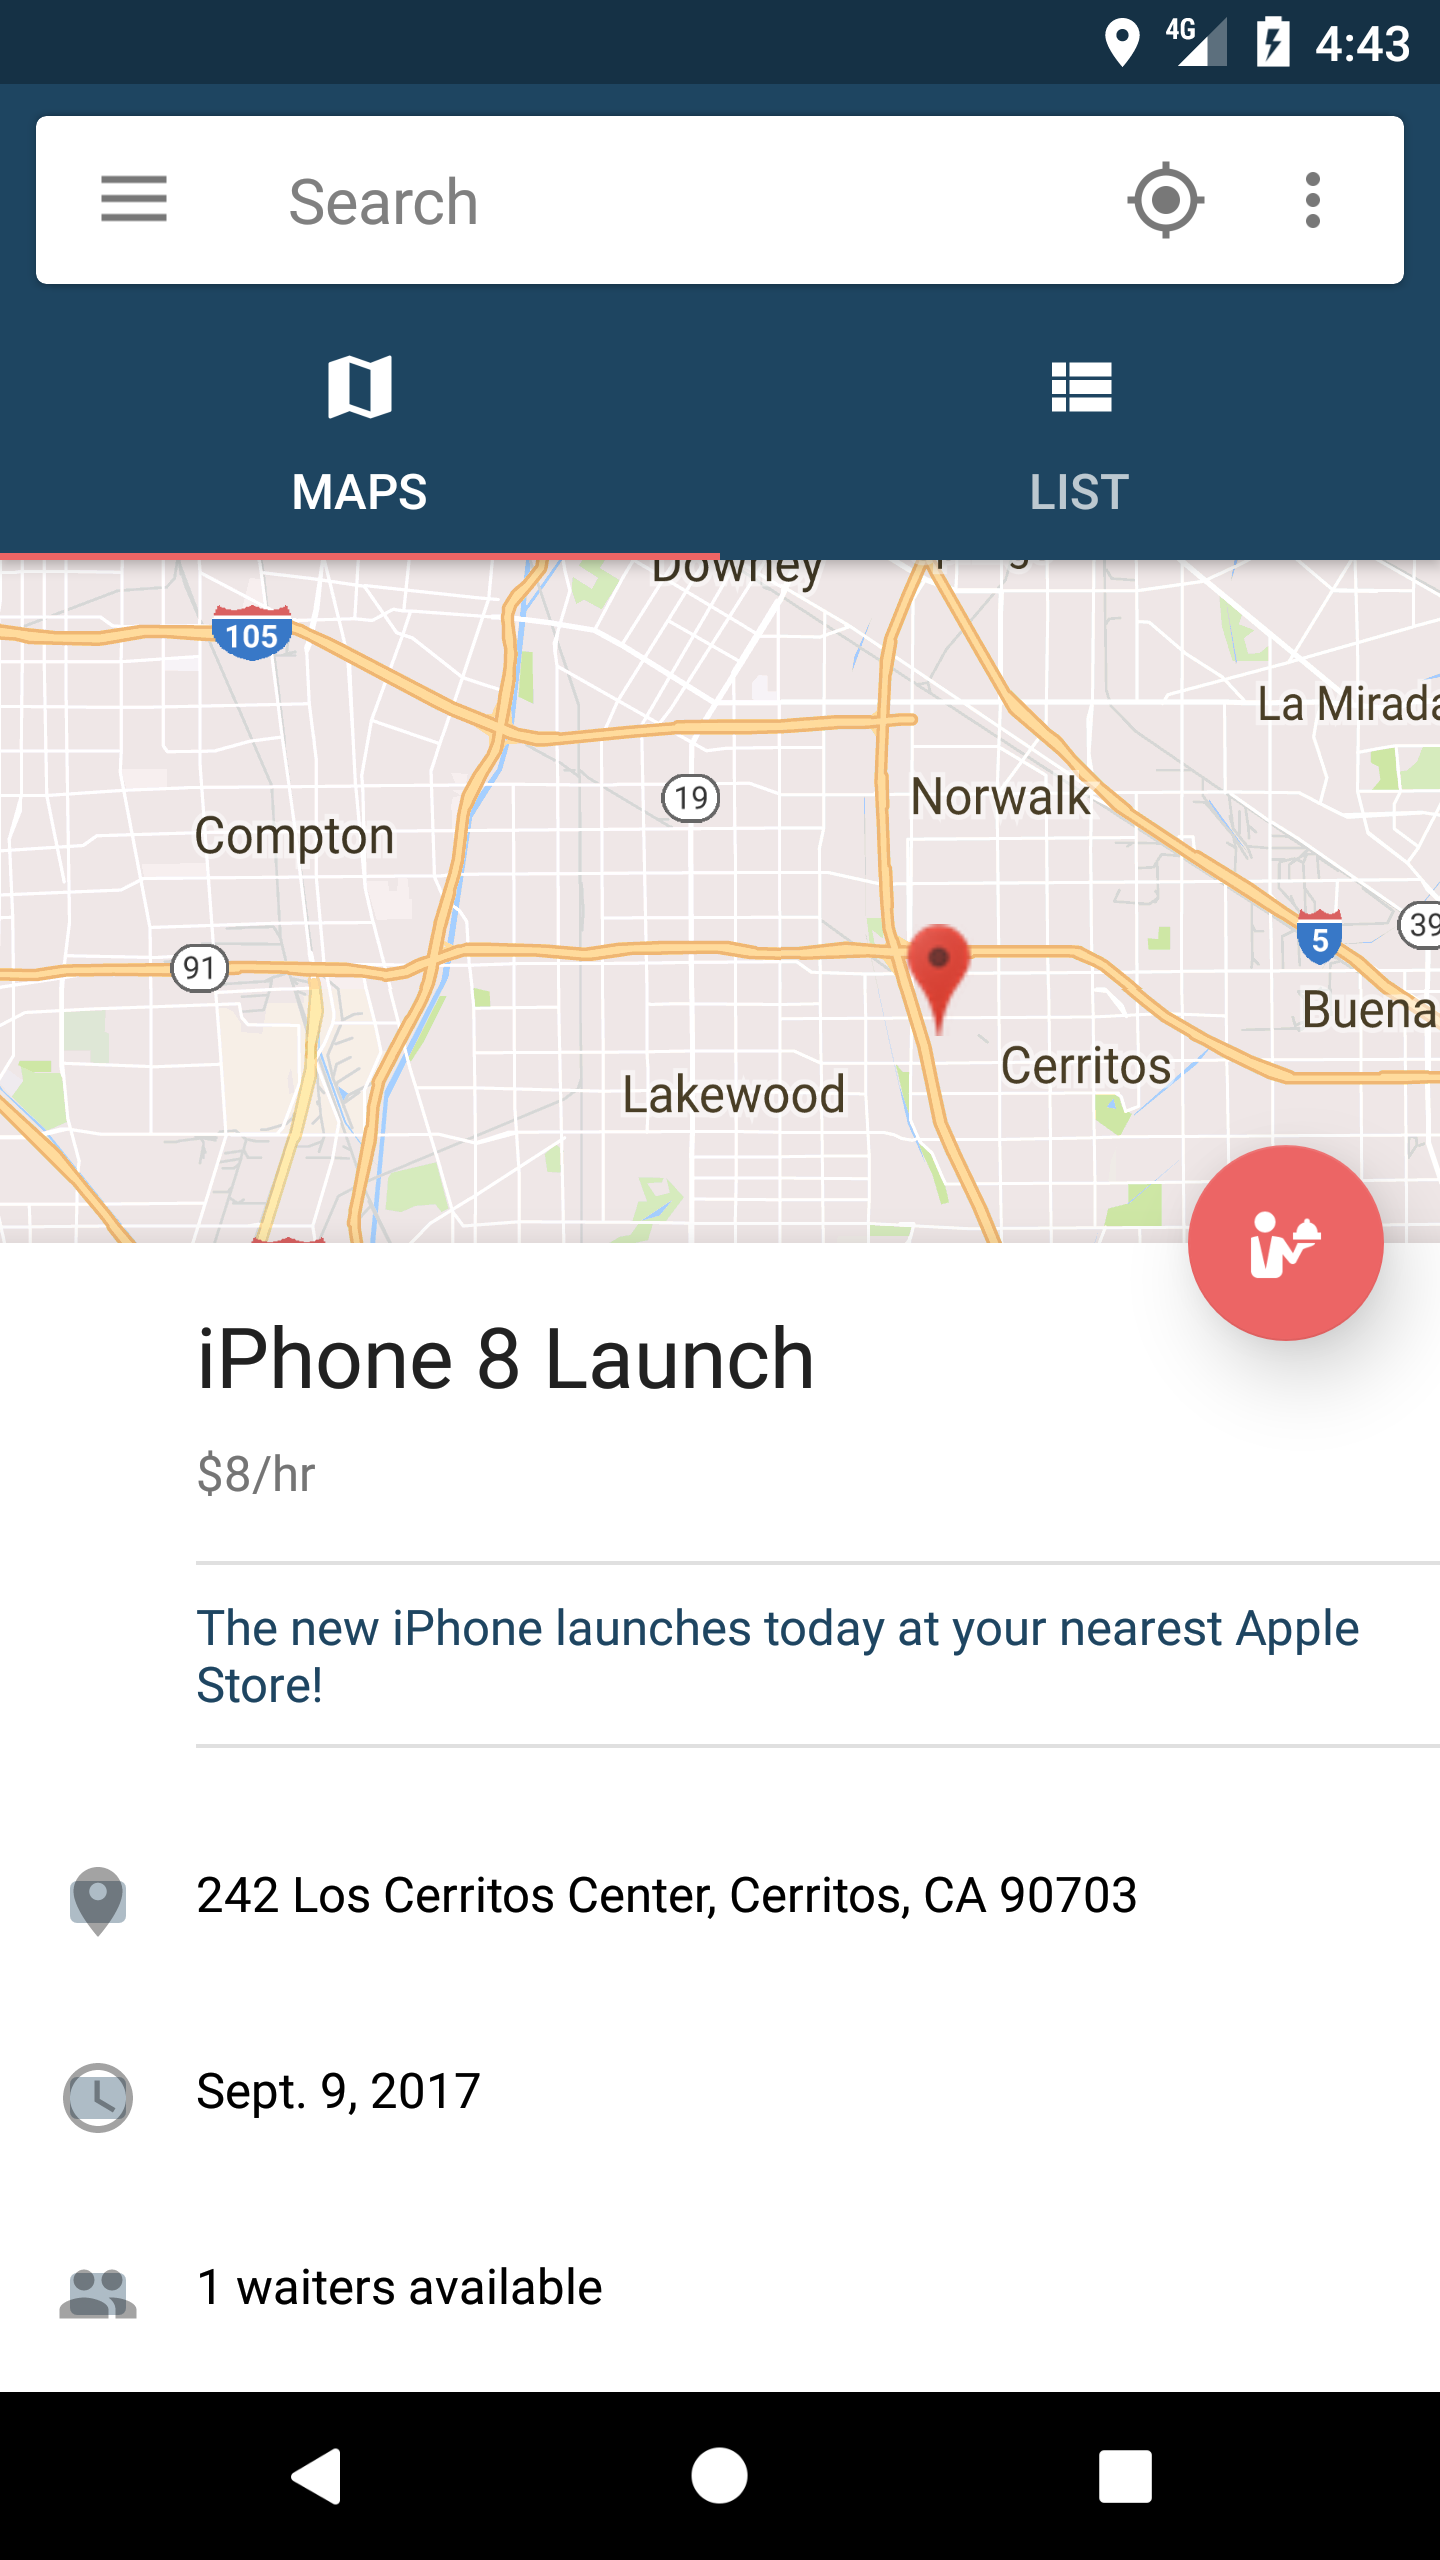 4G 4:43
Search
MAPS LIST
Downey
105
La Mirada
Norwalk
19
Compton
39
5
91
Buena
Cerritos
Lakewood
iPhone 8 Launch
$8/hr
The new iPhone launches today at your nearest Apple
Store!
242 Los Cerritos Center, Cerritos, CA 90703
Sept. 9, 2017
1 waiters available